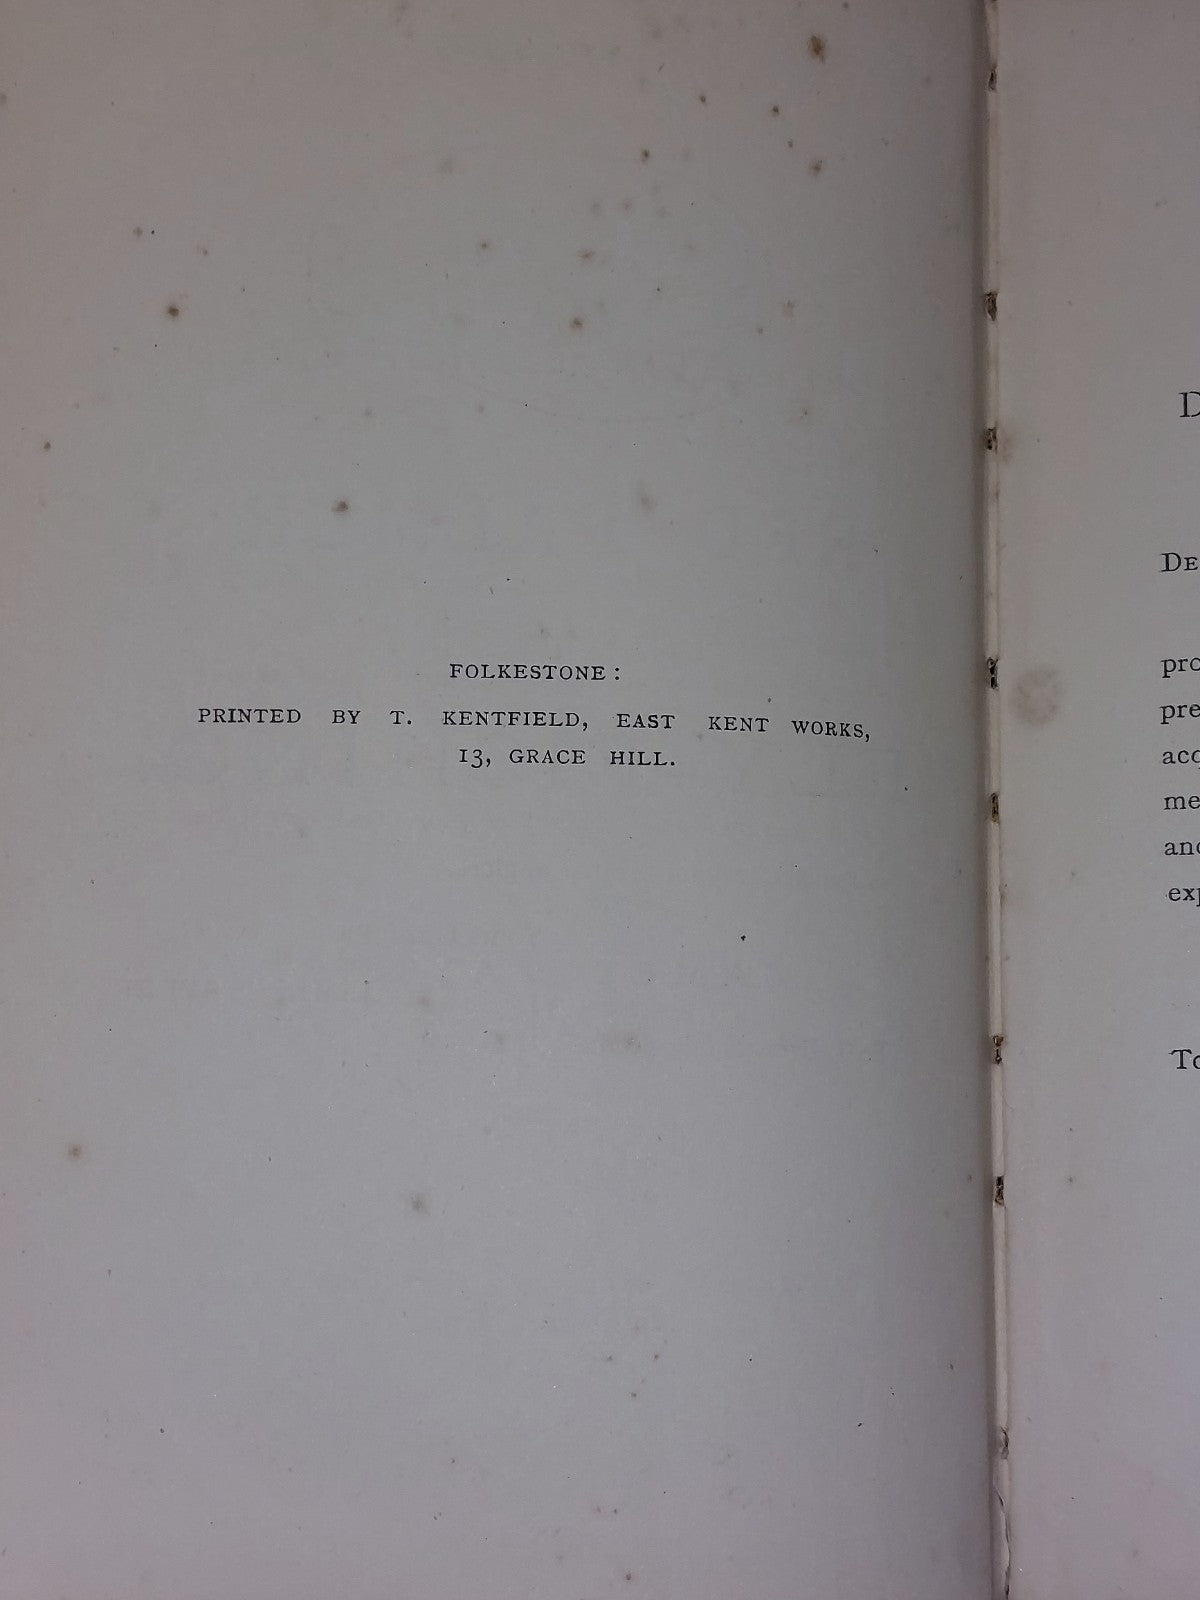 FOLKESTONE:
PRINTED BY T. KENTFIELD, EAST KENT WORKS,
13, GRACE HILL.